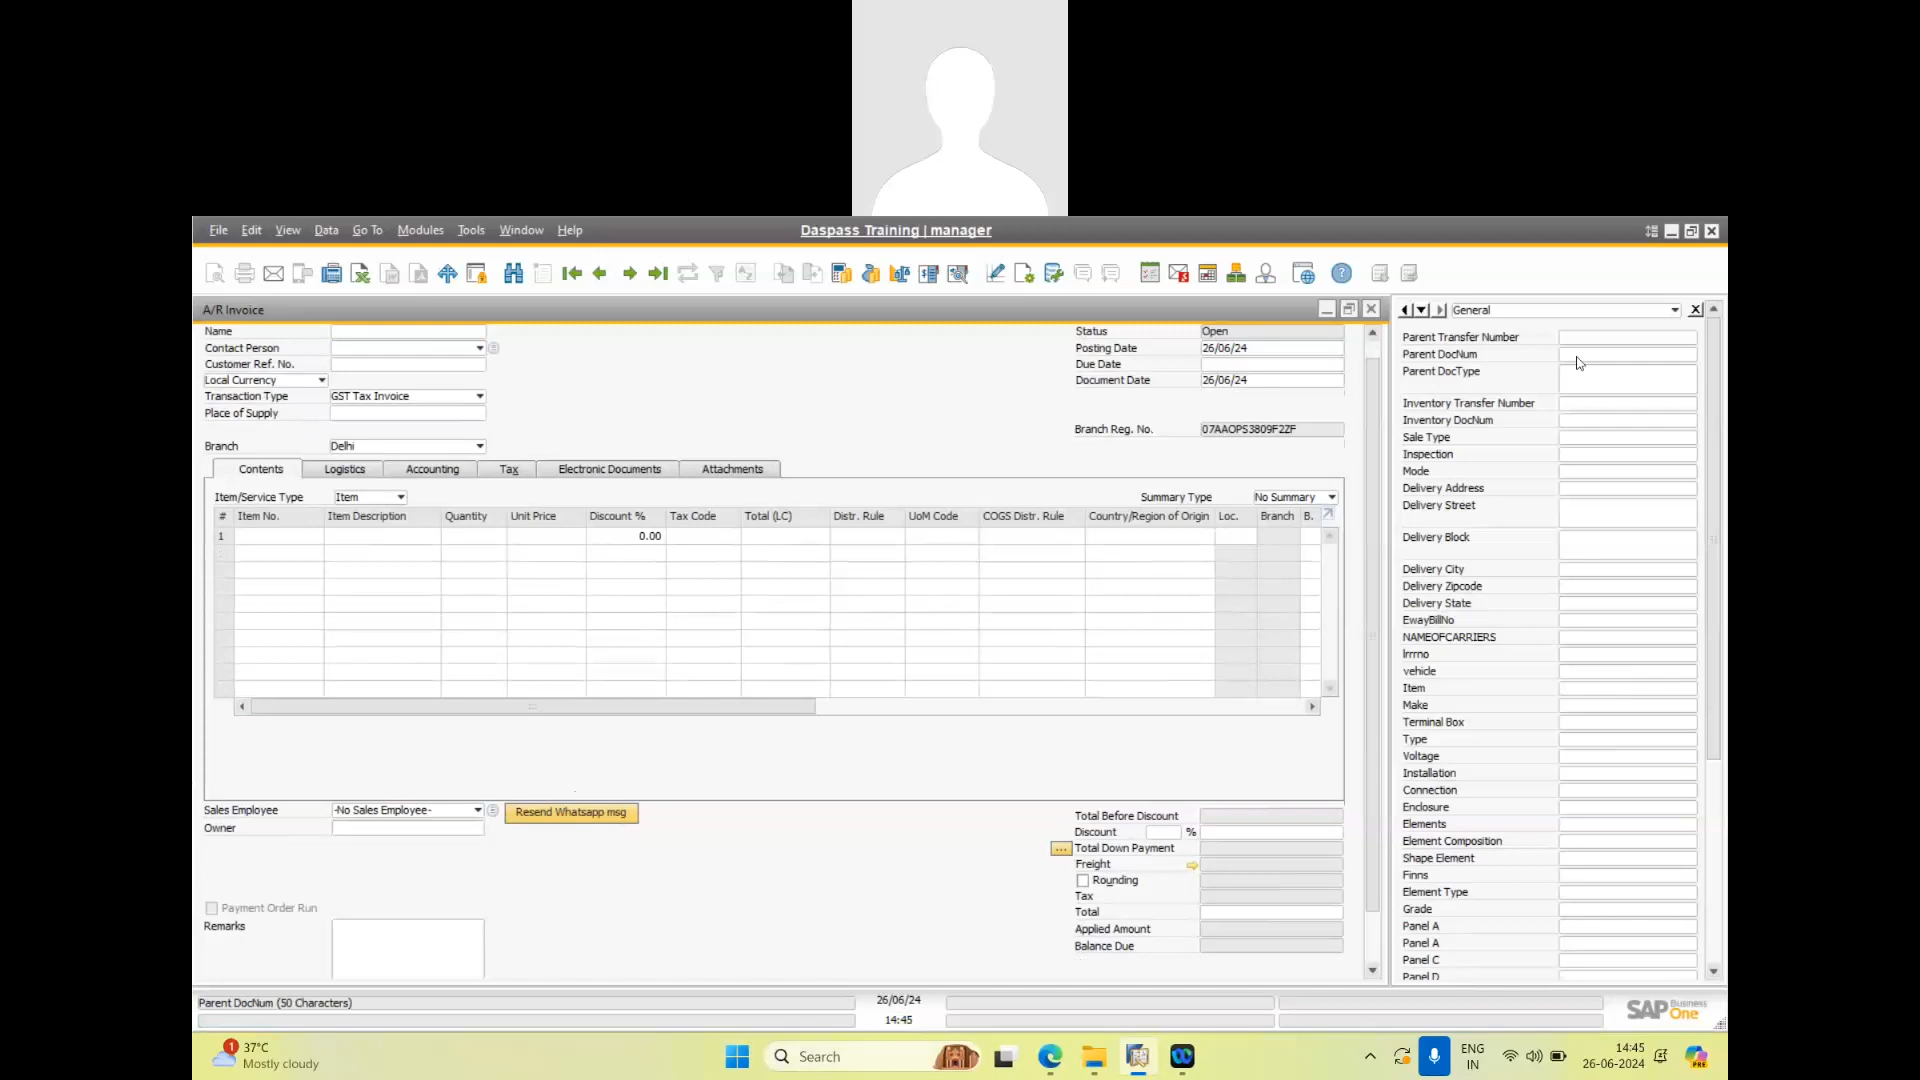 File Edit View Data Go To Modules Tools Window Help
Daspass Training | manager
A/R Invoice
General
Name
Contact Person
Customer Ref. No.
Local Currency
Transaction Type GST Tax Invoice
Place of Supply
Branch Delhi
Status Open
Posting Date 26/06/24
Due Date
Document Date 26/06/24
Branch Reg. No. 07AAOPS3809F2ZF
Contents Logistics Accounting Tax Electronic Documents Attachments
Item/Service Type Item Summary Type No Summary
# Item No. Item Description Quantity Unit Price Discount % Tax Code Total (LC) Distr. Rule UoM Code COGS Distr. Rule Country/Region of Origin Loc. Branch B.
1 0.00
Sales Employee -No Sales Employee- Resend Whatsapp msg
Owner
Payment Order Run
Remarks
Total Before Discount
Discount %
... Total Down Payment
Freight
Rounding
Tax
Total
Applied Amount
Balance Due
Parent Transfer Number
Parent DocNum
Parent DocType
Inventory Transfer Number
Inventory DocNum
Sale Type
Inspection
Mode
Delivery Address
Delivery Street
Delivery Block
Delivery City
Delivery Zipcode
Delivery State
EwayBillNo
NAMEOFCARRIERS
lrrrno
vehicle
Item
Make
Terminal Box
Type
Voltage
Installation
Connection
Enclosure
Elements
Element Composition
Shape Element
Finns
Element Type
Grade
Panel A
Panel A
Panel C
Panel D
Parent DocNum (50 Characters)
26/06/24
14:45
SAP Business One
1 37°C
Mostly cloudy
Search
ENG
IN
14:45
26-06-2024
PRE